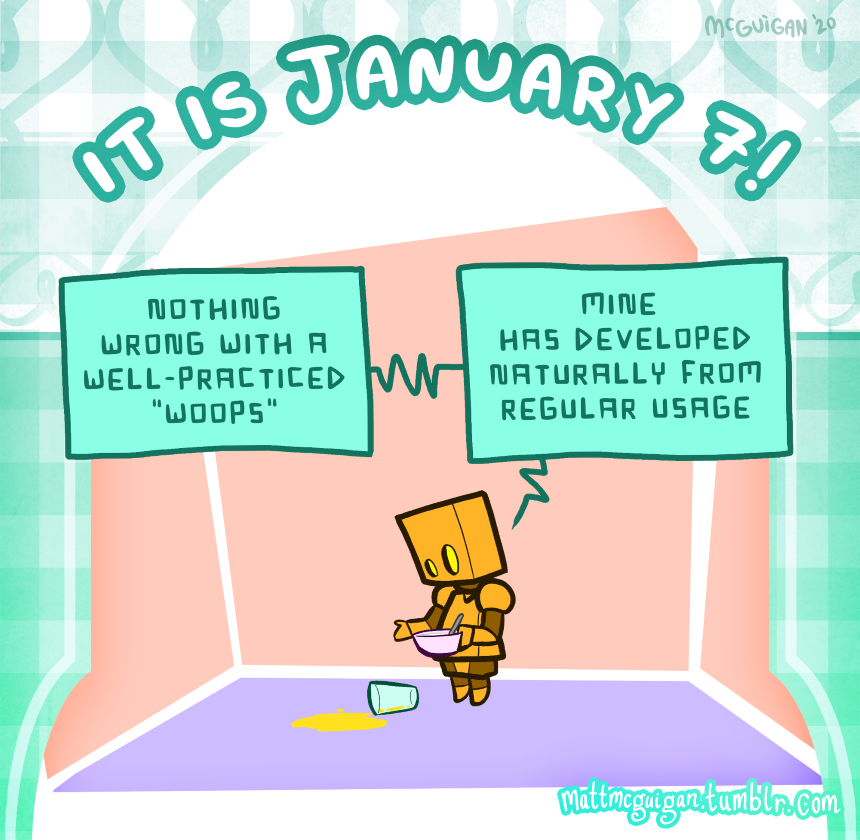 McGUiGAN '20
IT IS JANUARY 7!
NOTHING
WRONG WITH A
WELL-PRACTICED
"WOOPS"
MINE
HAS DEVELOPED
NATURALLY FROM
REGULAR USAGE
mattmcguigan.tumblr.com